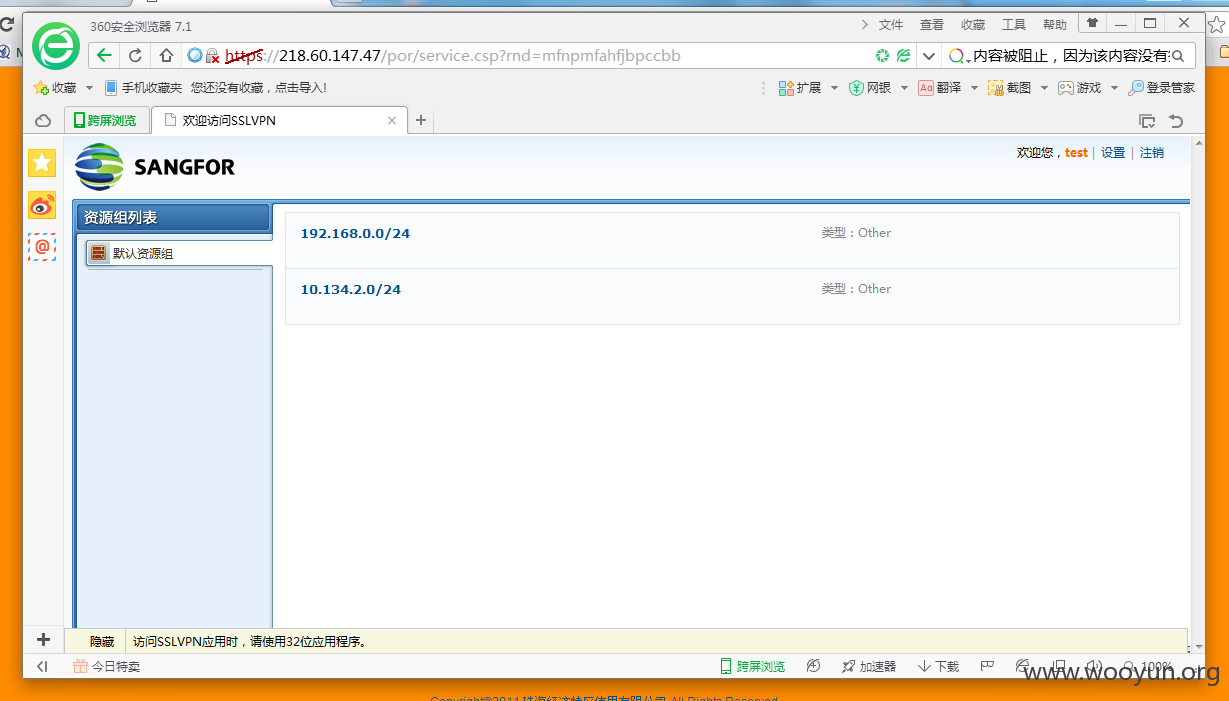 360安全浏览器 7.1
文件 查看 收藏 工具 帮助
https://218.60.147.47/por/service.csp?rnd=mfnpmfahfjbpccbb
内容被阻止，因为该内容没有
收藏 手机收藏夹 您还没有收藏，点击导入!
扩展 网银 翻译 截图 游戏 登录管家
跨屏浏览 欢迎访问SSLVPN
SANGFOR
欢迎您，test | 设置 | 注销
资源组列表
默认资源组
192.168.0.0/24 类型：Other
10.134.2.0/24 类型：Other
隐藏 访问SSLVPN应用时，请使用32位应用程序。
今日特卖 跨屏浏览 加速器 下载 100%
www.wooyun.org